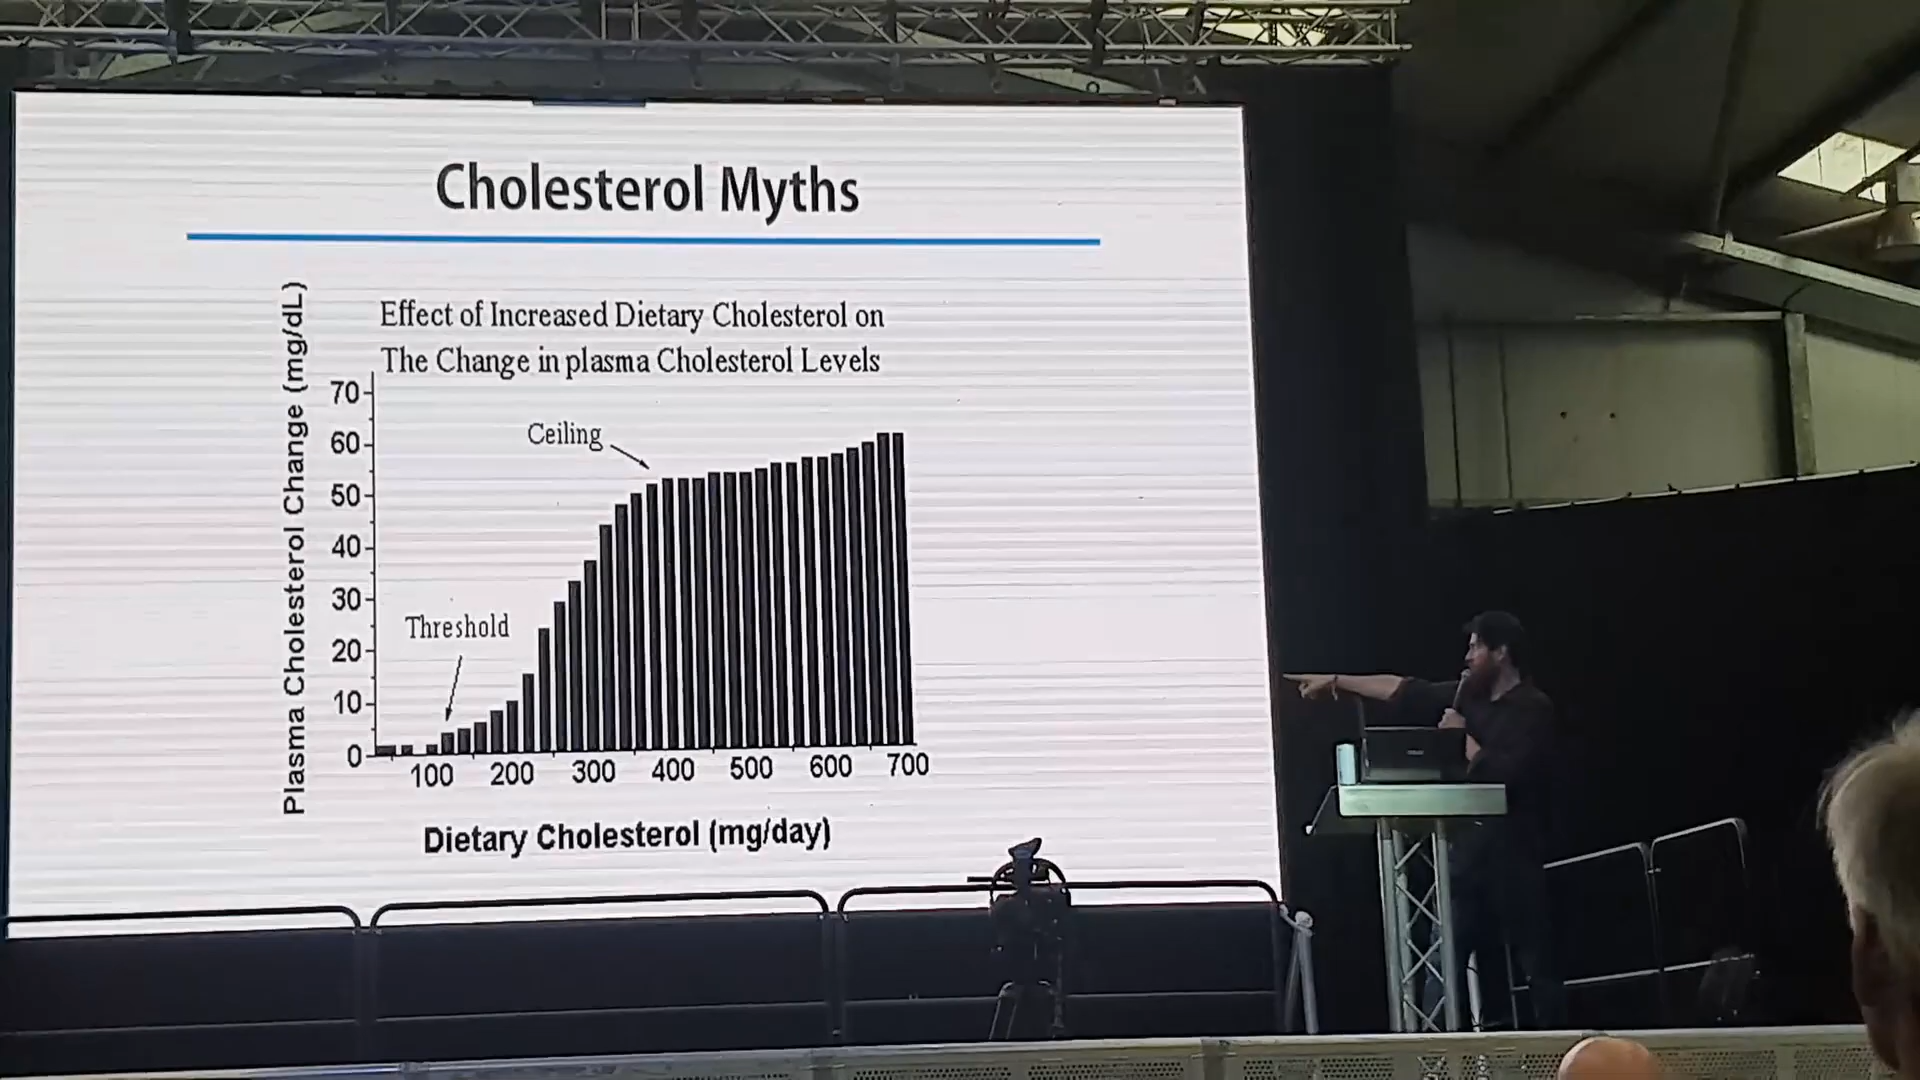 Cholesterol Myths
Effect of Increased Dietary Cholesterol on
The Change in plasma Cholesterol Levels
Plasma Cholesterol Change (mg/dL)
70
60
50
40
30
20
10
0
Ceiling
Threshold
100 200 300 400 500 600 700
Dietary Cholesterol (mg/day)